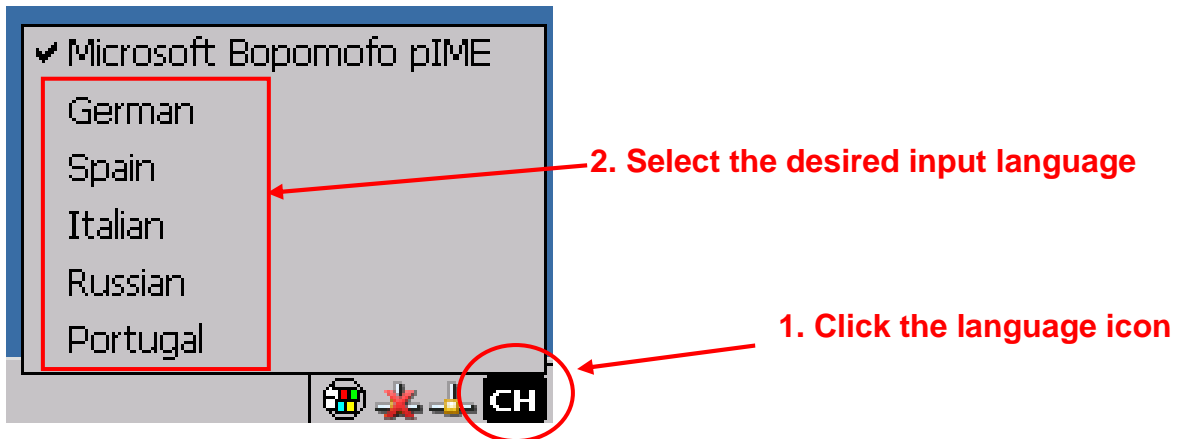 ✔ Microsoft Bopomofo pIME
German
Spain
2. Select the desired input language
Italian
Russian
1. Click the language icon
Portugal
CH